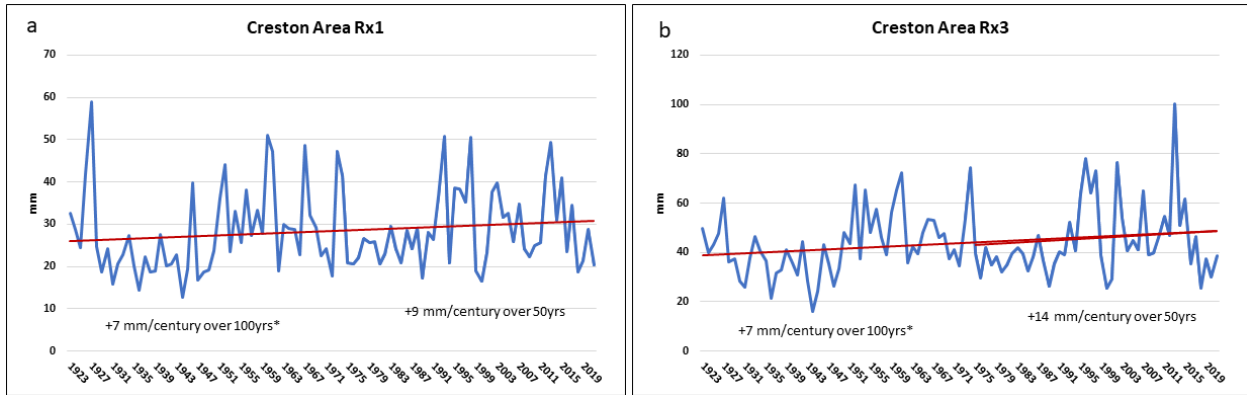 a
Creston Area Rx1
70
60
50
40
30
20
10
0
mm
+7 mm/century over 100yrs*
+9 mm/century over 50yrs
1923 1927 1931 1935 1939 1943 1947 1951 1955 1959 1963 1967 1971 1975 1979 1983 1987 1991 1995 1999 2003 2007 2011 2015 2019
b
Creston Area Rx3
120
100
80
60
40
20
0
mm
+7 mm/century over 100yrs*
+14 mm/century over 50yrs
1923 1927 1931 1935 1939 1943 1947 1951 1955 1959 1963 1967 1971 1975 1979 1983 1987 1991 1995 1999 2003 2007 2011 2015 2019